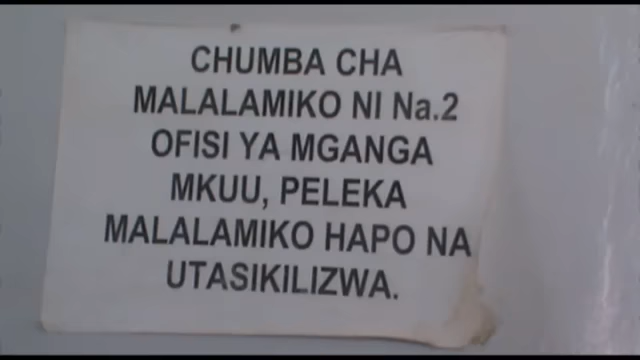 CHUMBA CHA
MALALAMIKO NI Na.2
OFISI YA MGANGA
MKUU, PELEKA
MALALAMIKO HAPO NA
UTASIKILIZWA.